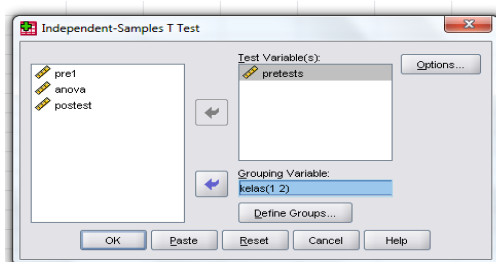 Independent-Samples T Test
pre1
anova
postest
Test Variable(s):
pretests
Options...
Grouping Variable:
kelas(1 2)
Define Groups...
OK
Paste
Reset
Cancel
Help